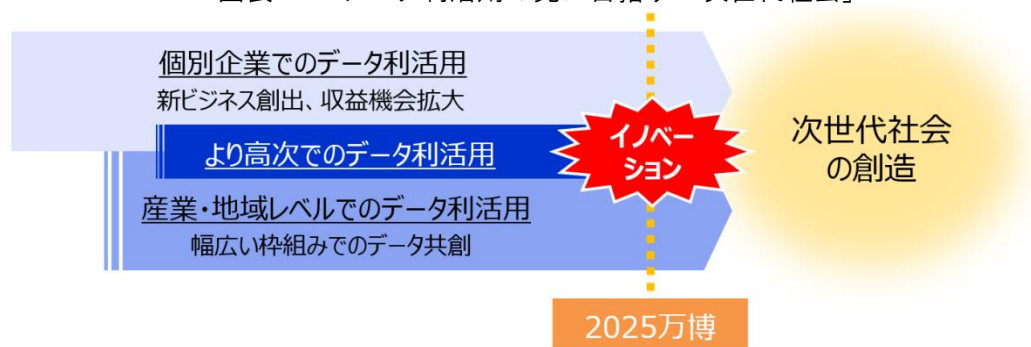 個別企業でのデータ利活用
新ビジネス創出、収益機会拡大
より高次でのデータ利活用
産業・地域レベルでのデータ利活用
幅広い枠組みでのデータ共創
イノベー
ション
次世代社会
の創造
2025万博